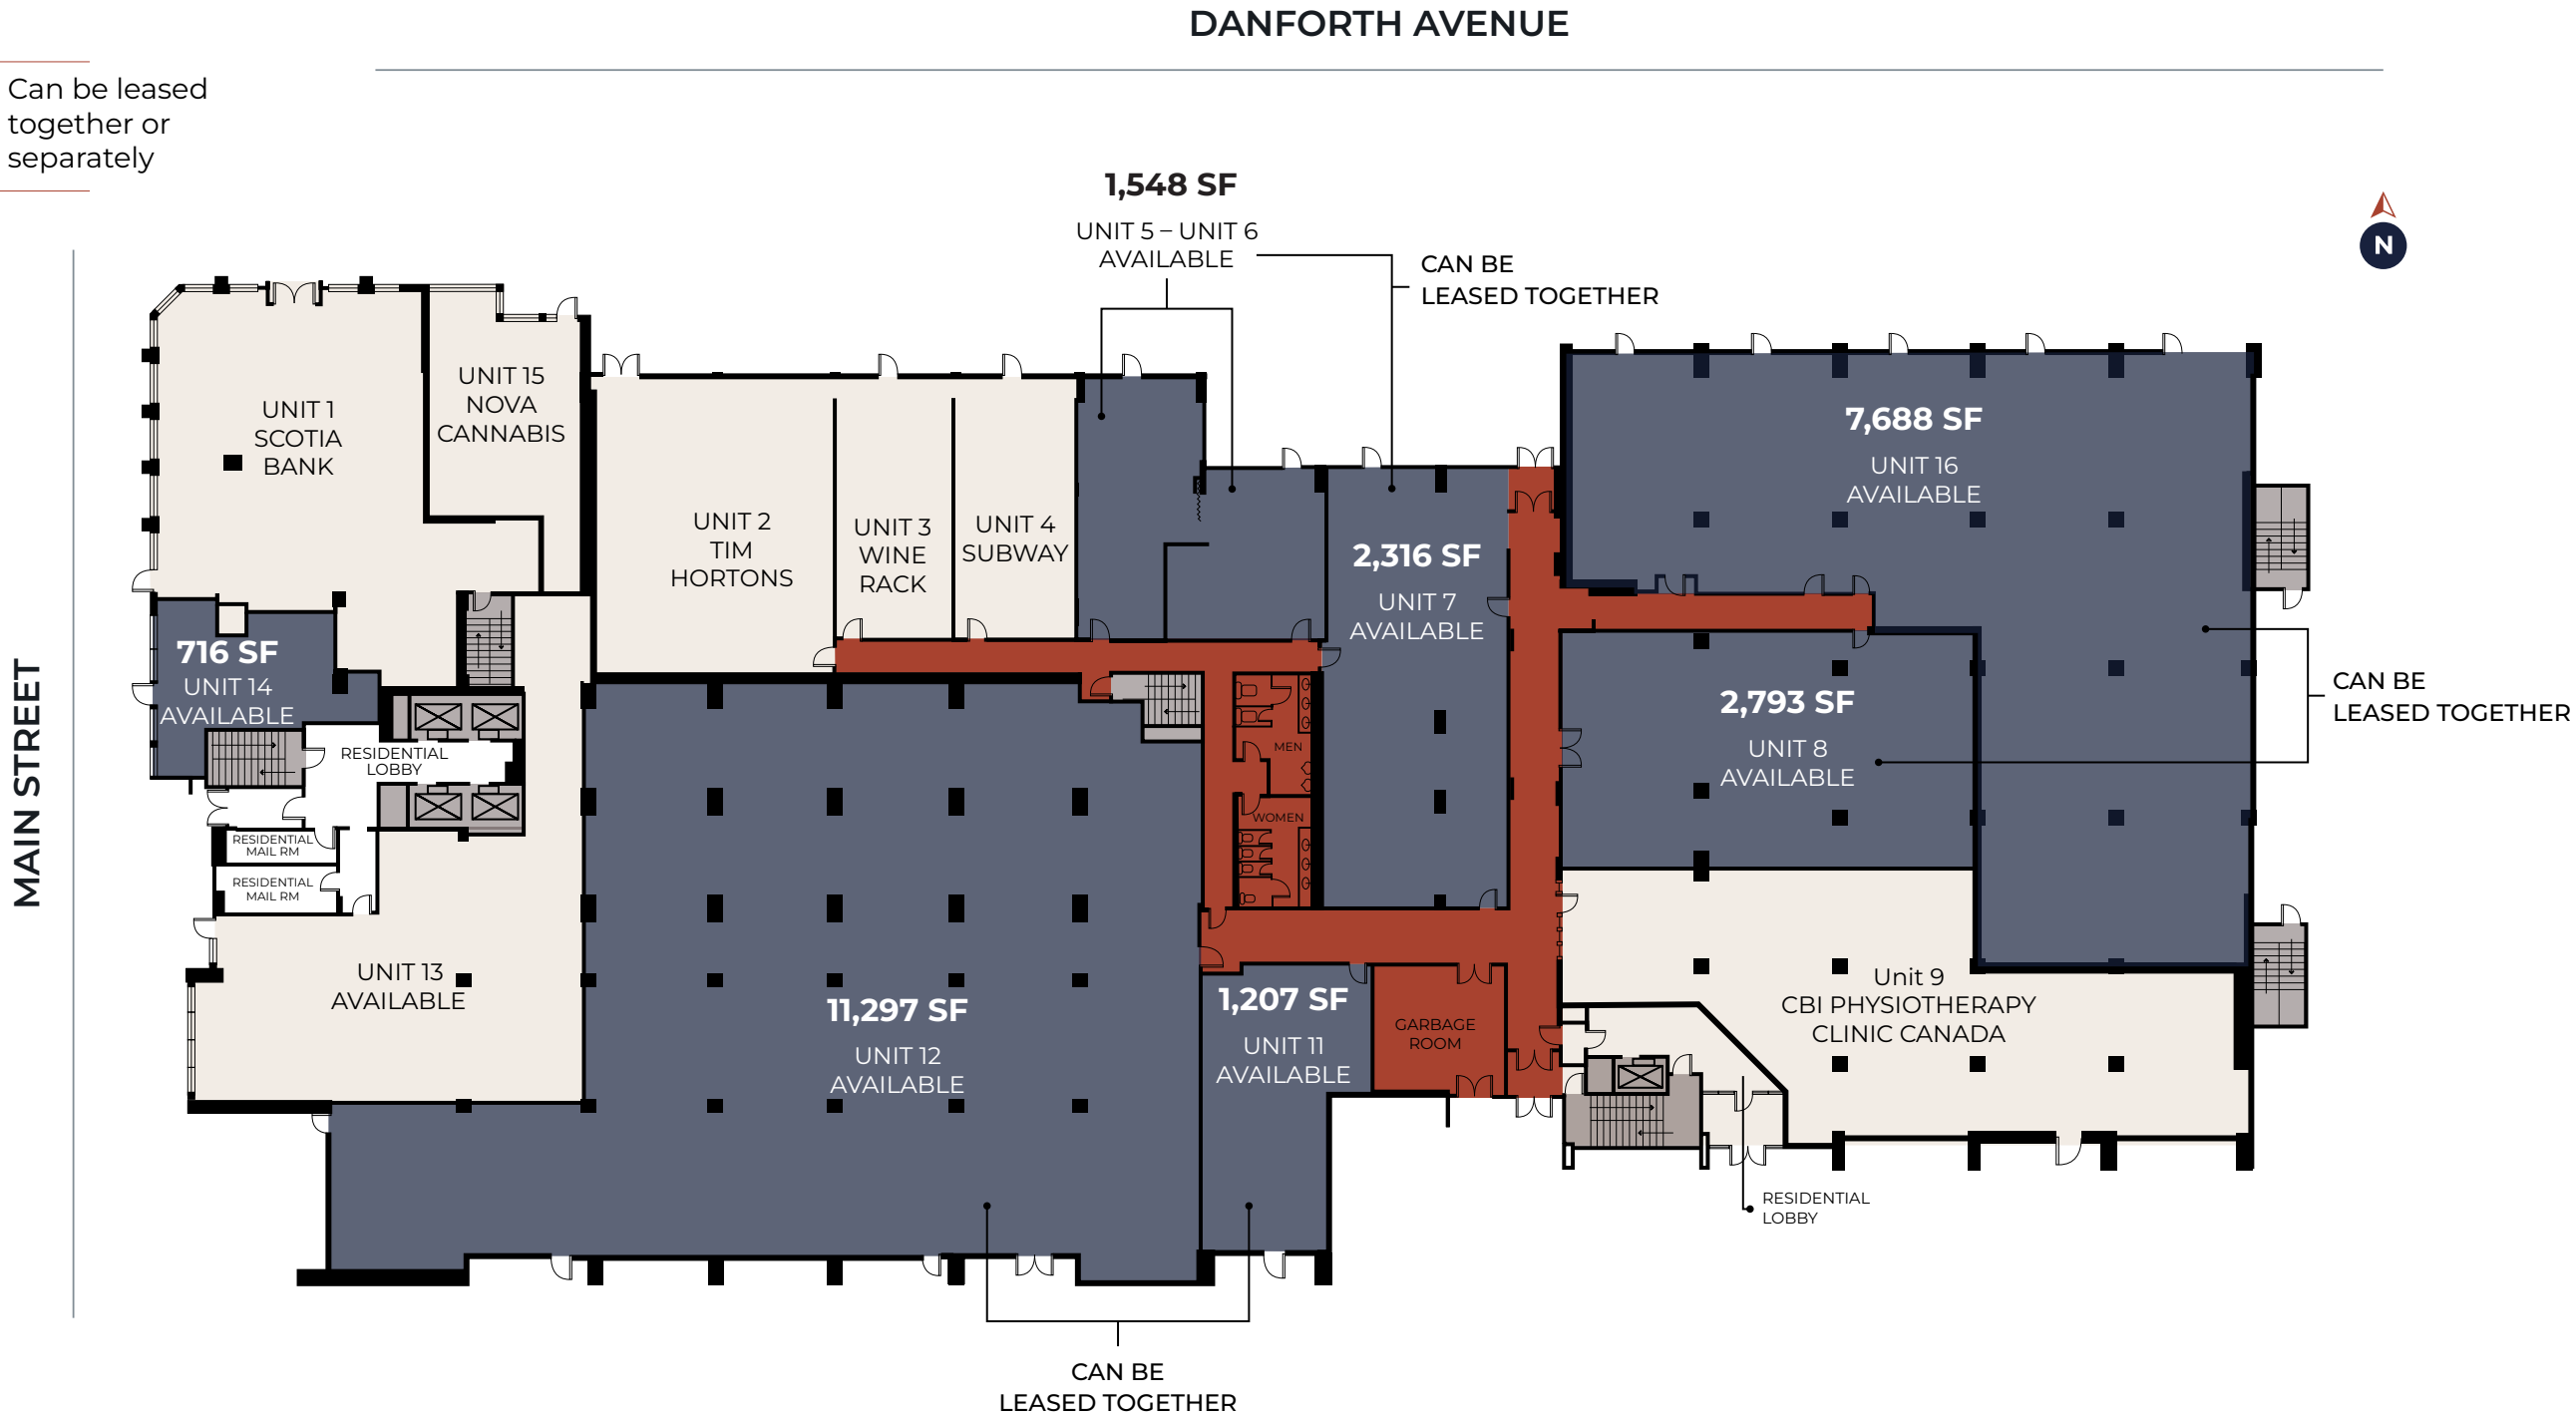 DANFORTH AVENUE
Can be leased
together or
separately
1,548 SF
UNIT 5 – UNIT 6
AVAILABLE
CAN BE
LEASED TOGETHER
N
MAIN STREET
UNIT 1
SCOTIA
BANK
UNIT 15
NOVA
CANNABIS
UNIT 2
TIM
HORTONS
UNIT 3
WINE
RACK
UNIT 4
SUBWAY
2,316 SF
UNIT 7
AVAILABLE
7,688 SF
UNIT 16
AVAILABLE
716 SF
UNIT 14
AVAILABLE
RESIDENTIAL
LOBBY
RESIDENTIAL
MAIL RM
RESIDENTIAL
MAIL RM
MEN
WOMEN
2,793 SF
UNIT 8
AVAILABLE
CAN BE
LEASED TOGETHER
UNIT 13
AVAILABLE
11,297 SF
UNIT 12
AVAILABLE
1,207 SF
UNIT 11
AVAILABLE
GARBAGE
ROOM
Unit 9
CBI PHYSIOTHERAPY
CLINIC CANADA
RESIDENTIAL
LOBBY
CAN BE
LEASED TOGETHER